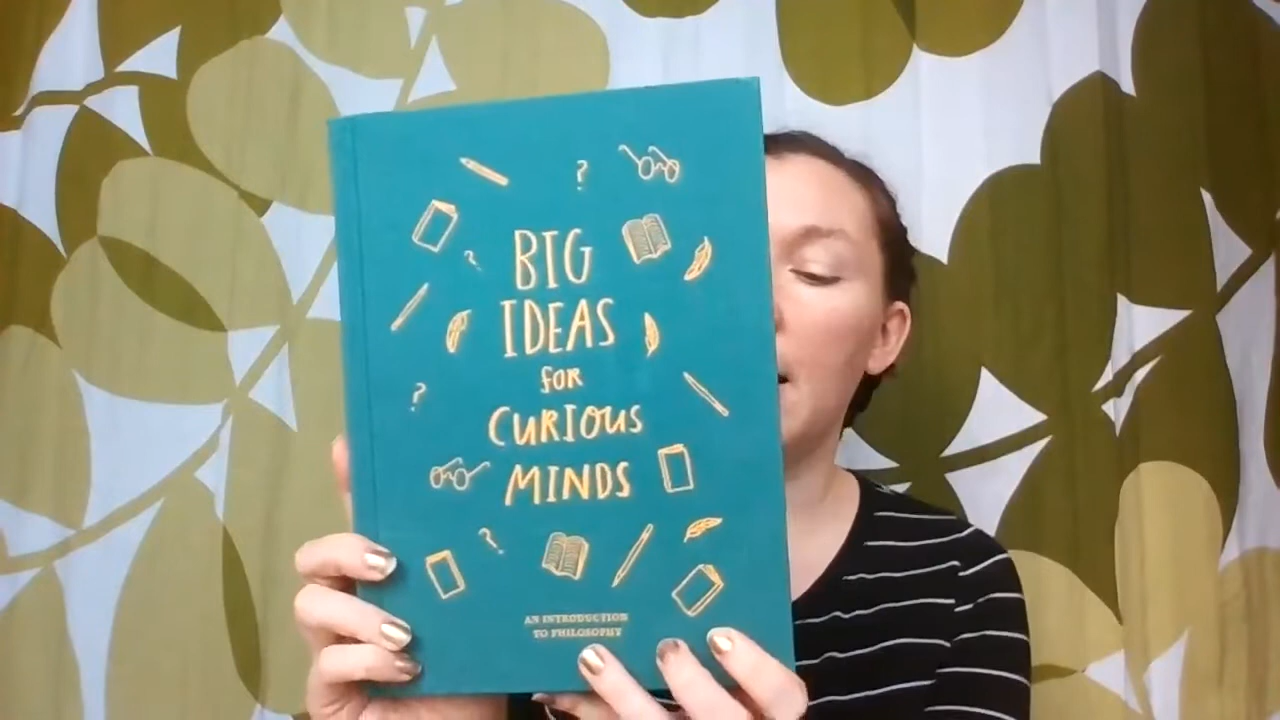 BIG
IDEAS
FOR
CURIOUS
MINDS
AN INTRODUCTION
TO PHILOSOPHY